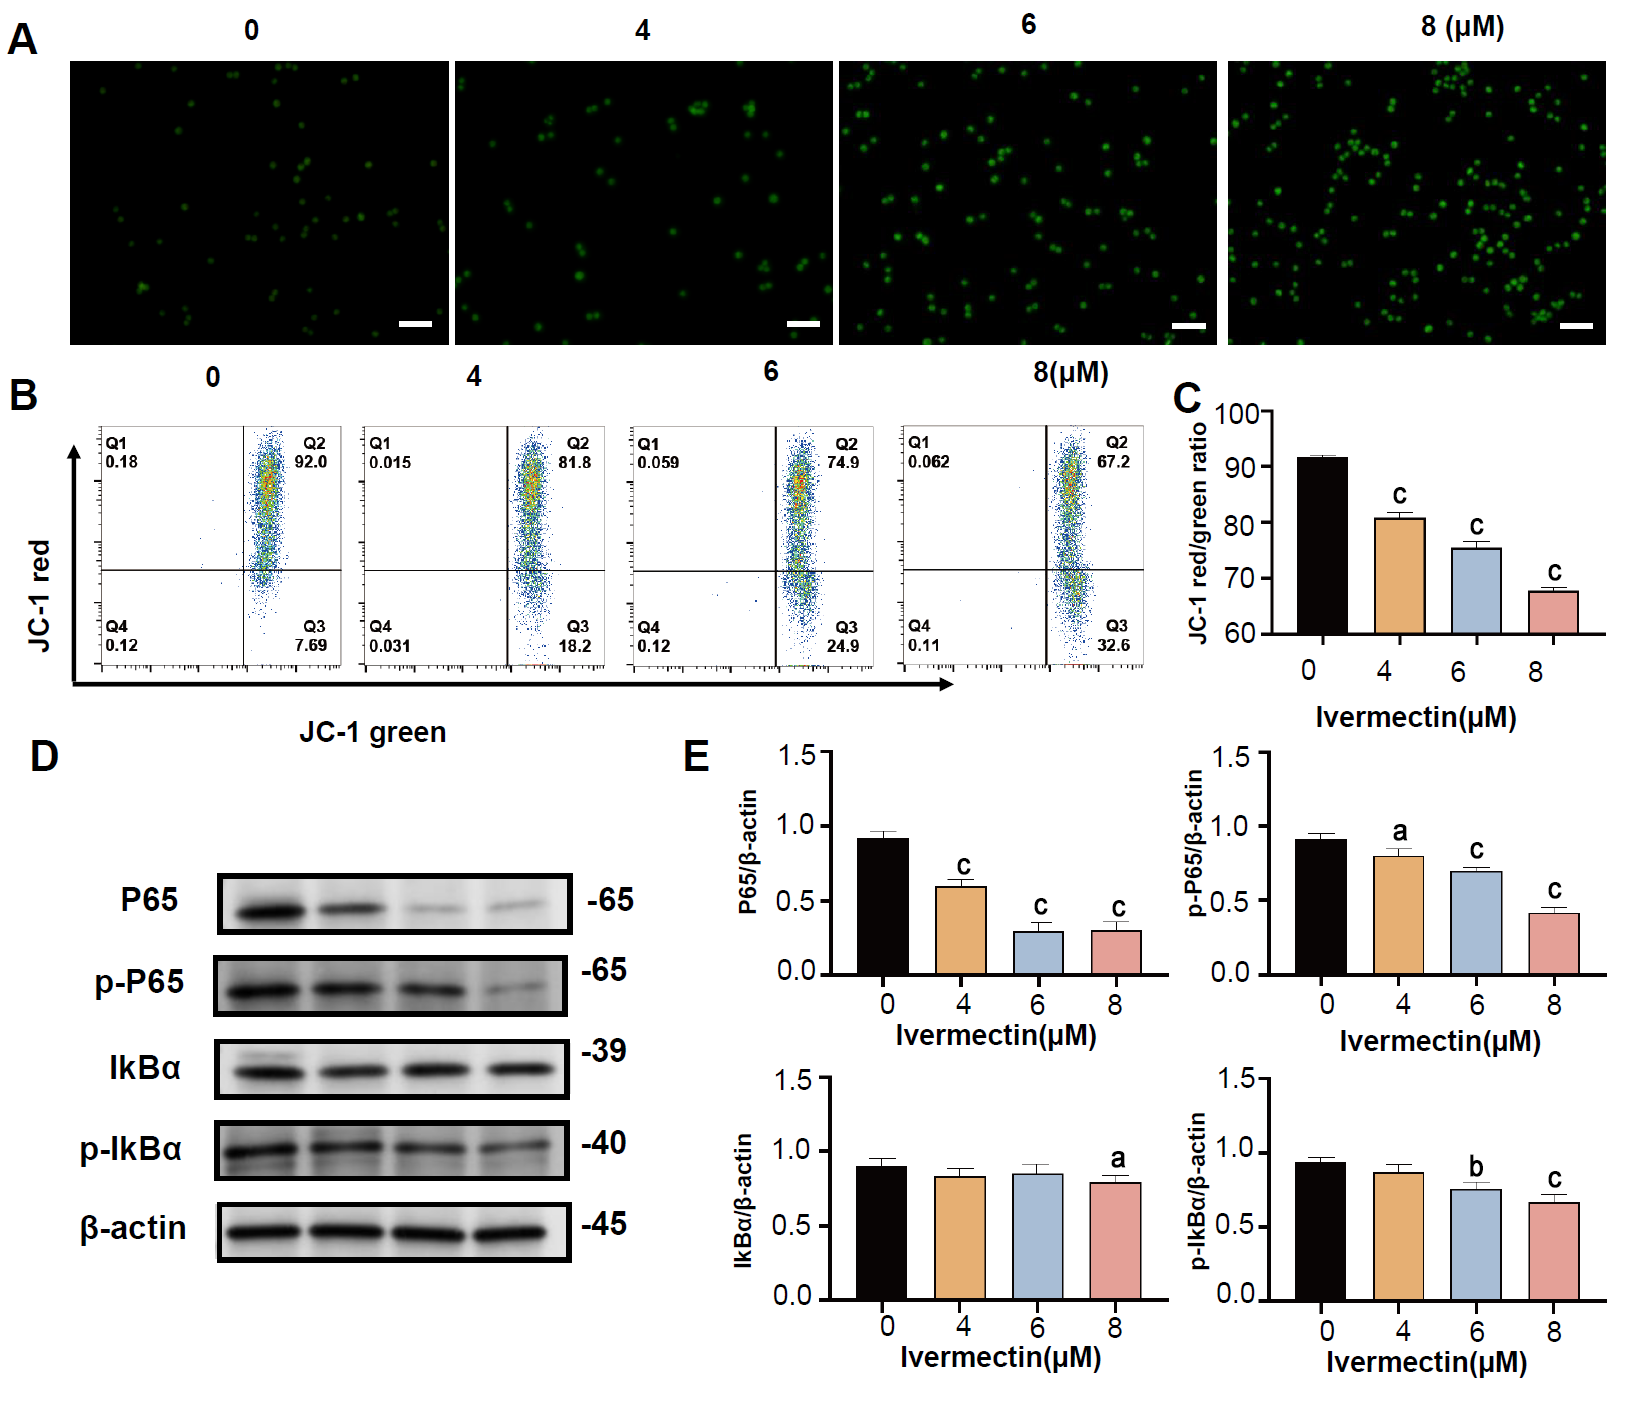 A
0
4
6
8 (μM)
B
0
4
6
8(μM)
JC-1 red
Q1
0.18
Q2
92.0
Q4
0.12
Q3
7.69
Q1
0.015
Q2
81.8
Q4
0.031
Q3
18.2
Q1
0.059
Q2
74.9
Q4
0.12
Q3
24.9
Q1
0.062
Q2
67.2
Q4
0.11
Q3
32.6
JC-1 green
C
JC-1 red/green ratio
100
90
80
70
60
c
c
c
0
4
6
8
Ivermectin(μM)
D
P65
-65
p-P65
-65
IkBα
-39
p-IkBα
-40
β-actin
-45
E
P65/β-actin
1.5
1.0
0.5
0.0
c
c
c
0
4
6
8
Ivermectin(μM)
p-P65/β-actin
1.5
1.0
0.5
0.0
a
c
c
0
4
6
8
Ivermectin(μM)
IkBα/β-actin
1.5
1.0
0.5
0.0
a
0
4
6
8
Ivermectin(μM)
p-IkBα/β-actin
1.5
1.0
0.5
0.0
b
c
0
4
6
8
Ivermectin(μM)